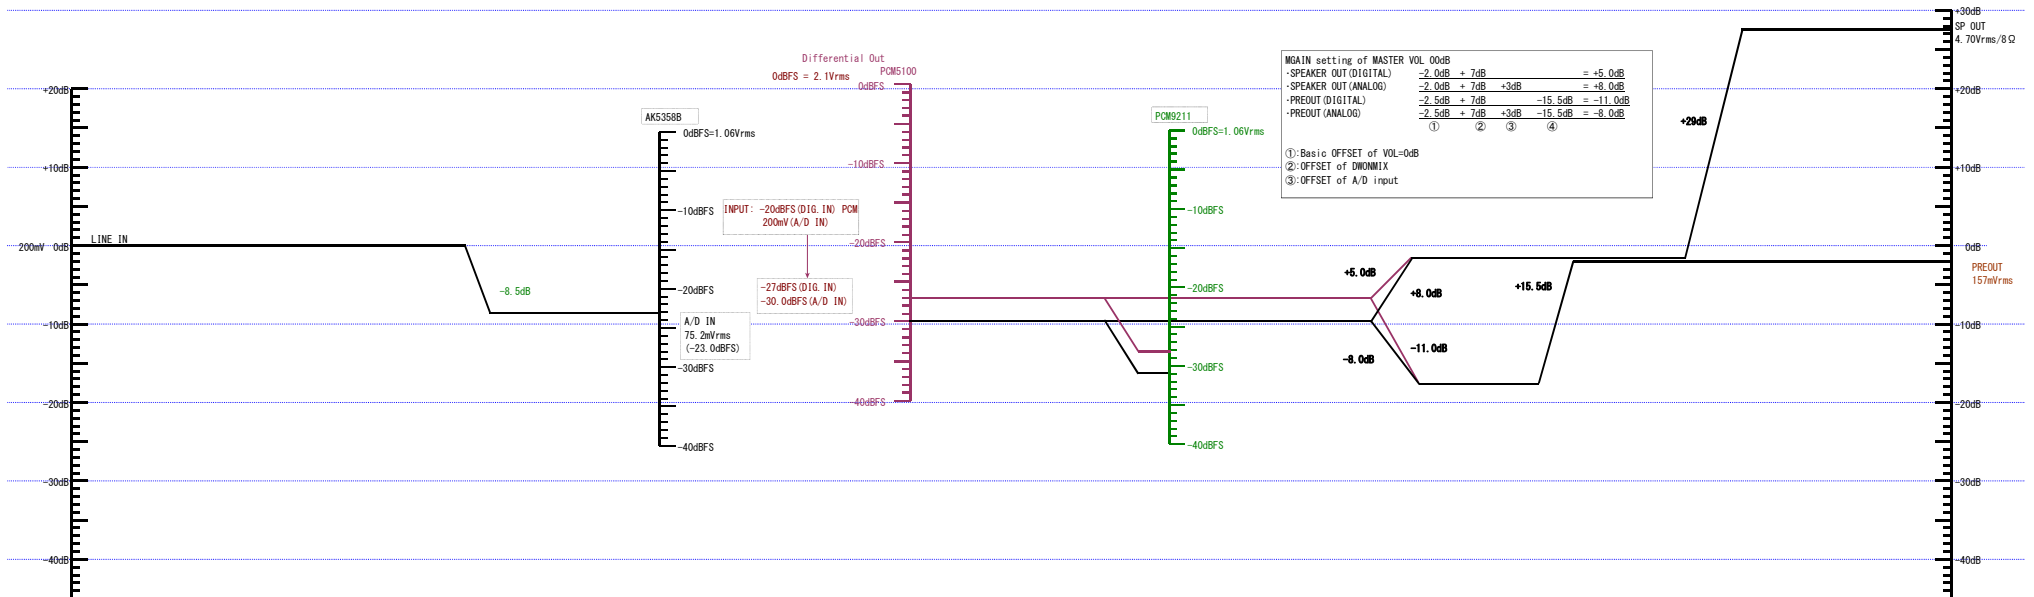 +30dB
SP OUT
4.70Vrms/8Ω
Differential Out
PCM5100
0dBFS = 2.1Vrms
0dBFS
MGAIN setting of MASTER VOL 00dB
・SPEAKER OUT(DIGITAL) -2.0dB + 7dB = +5.0dB
・SPEAKER OUT(ANALOG) -2.0dB + 7dB +3dB = +8.0dB
・PREOUT(DIGITAL) -2.5dB + 7dB -15.5dB = -11.0dB
・PREOUT(ANALOG) -2.5dB + 7dB +3dB -15.5dB = -8.0dB
① ② ③ ④
①:Basic OFFSET of VOL=0dB
②:OFFSET of DWONMIX
③:OFFSET of A/D input
+20dB
+20dB
AK5358B
0dBFS=1.06Vrms
PCM9211
0dBFS=1.06Vrms
+29dB
+10dB
-10dBFS
+10dB
-10dBFS
INPUT: -20dBFS(DIG.IN) PCM
200mV(A/D IN)
-10dBFS
200mV 0dB
LINE IN
-20dBFS
0dB
-8.5dB
-20dBFS
-27dBFS(DIG.IN)
-30.0dBFS(A/D IN)
-20dBFS
+5.0dB
+8.0dB
+15.5dB
PREOUT
157mVrms
-10dB
A/D IN
75.2mVrms
(-23.0dBFS)
-30dBFS
-10dB
-30dBFS
-30dBFS
-8.0dB
-11.0dB
-20dB
-40dBFS
-20dB
-40dBFS
-40dBFS
-30dB
-30dB
-40dB
-40dB